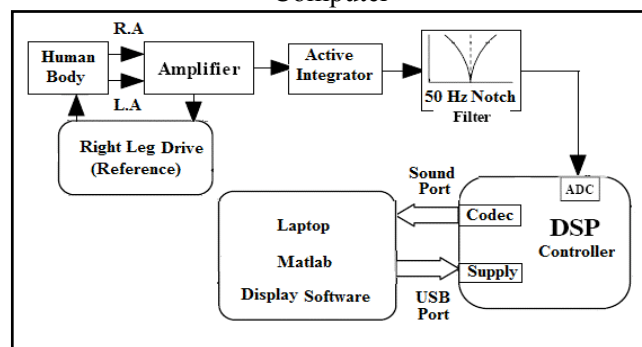 Computer
R.A
Human
Body
L.A
Amplifier
Active
Integrator
50 Hz Notch
Filter
Right Leg Drive
(Reference)
Sound
Port
ADC
Codec
DSP
Controller
Supply
Laptop
Matlab
Display Software
USB
Port